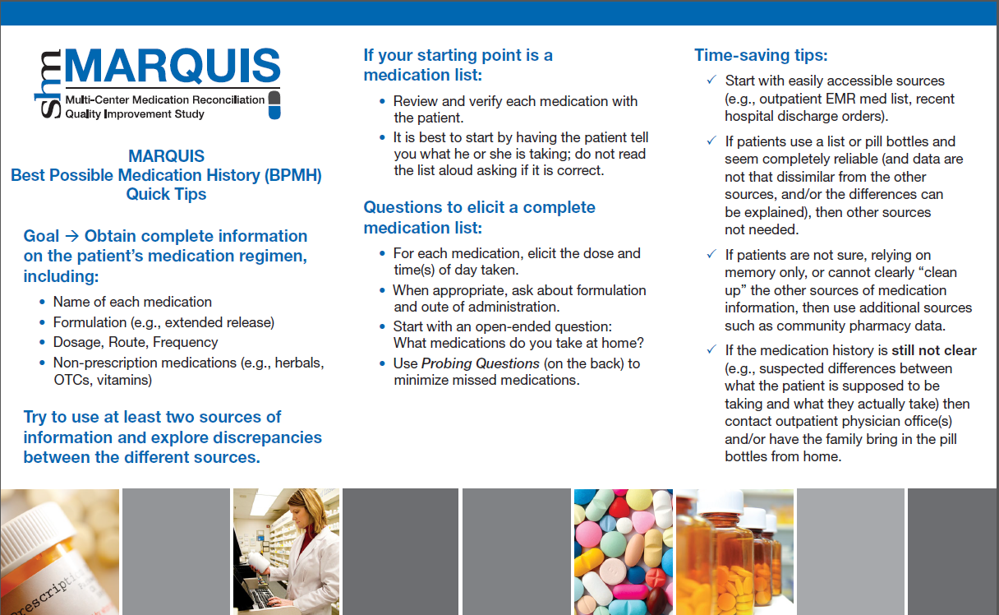 shm
MARQUIS
Multi-Center Medication Reconciliation
Quality Improvement Study
MARQUIS
Best Possible Medication History (BPMH)
Quick Tips
Goal → Obtain complete information
on the patient's medication regimen,
including:
• Name of each medication
• Formulation (e.g., extended release)
• Dosage, Route, Frequency
• Non-prescription medications (e.g., herbals,
OTCs, vitamins)
Try to use at least two sources of
information and explore discrepancies
between the different sources.
If your starting point is a
medication list:
• Review and verify each medication with
the patient.
• It is best to start by having the patient tell
you what he or she is taking; do not read
the list aloud asking if it is correct.
Questions to elicit a complete
medication list:
• For each medication, elicit the dose and
time(s) of day taken.
• When appropriate, ask about formulation
and oute of administration.
• Start with an open-ended question:
What medications do you take at home?
• Use Probing Questions (on the back) to
minimize missed medications.
Time-saving tips:
✓ Start with easily accessible sources
(e.g., outpatient EMR med list, recent
hospital discharge orders).
✓ If patients use a list or pill bottles and
seem completely reliable (and data are
not that dissimilar from the other
sources, and/or the differences can
be explained), then other sources
not needed.
✓ If patients are not sure, relying on
memory only, or cannot clearly “clean
up” the other sources of medication
information, then use additional sources
such as community pharmacy data.
✓ If the medication history is still not clear
(e.g., suspected differences between
what the patient is supposed to be
taking and what they actually take) then
contact outpatient physician office(s)
and/or have the family bring in the pill
bottles from home.
Prescripti